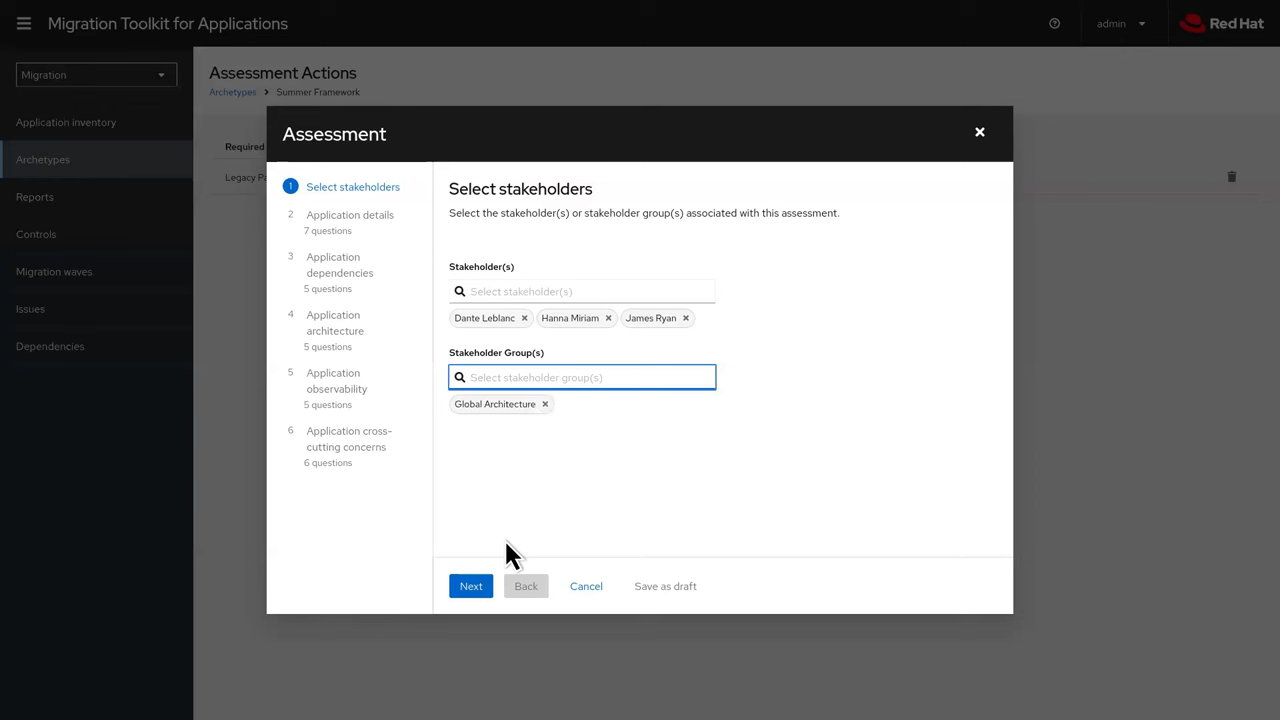 Migration Toolkit for Applications
admin
Red Hat
Migration
Application inventory
Archetypes
Reports
Controls
Migration waves
Issues
Dependencies
Assessment Actions
Archetypes > Summer Framework
Required
Legacy Pa
Assessment
1 Select stakeholders
2 Application details
7 questions
3 Application
dependencies
5 questions
4 Application
architecture
5 questions
5 Application
observability
5 questions
6 Application cross-
cutting concerns
6 questions
Select stakeholders
Select the stakeholder(s) or stakeholder group(s) associated with this assessment.
Stakeholder(s)
Select stakeholder(s)
Dante Leblanc Hanna Miriam James Ryan
Stakeholder Group(s)
Select stakeholder group(s)
Global Architecture
Next Back Cancel Save as draft